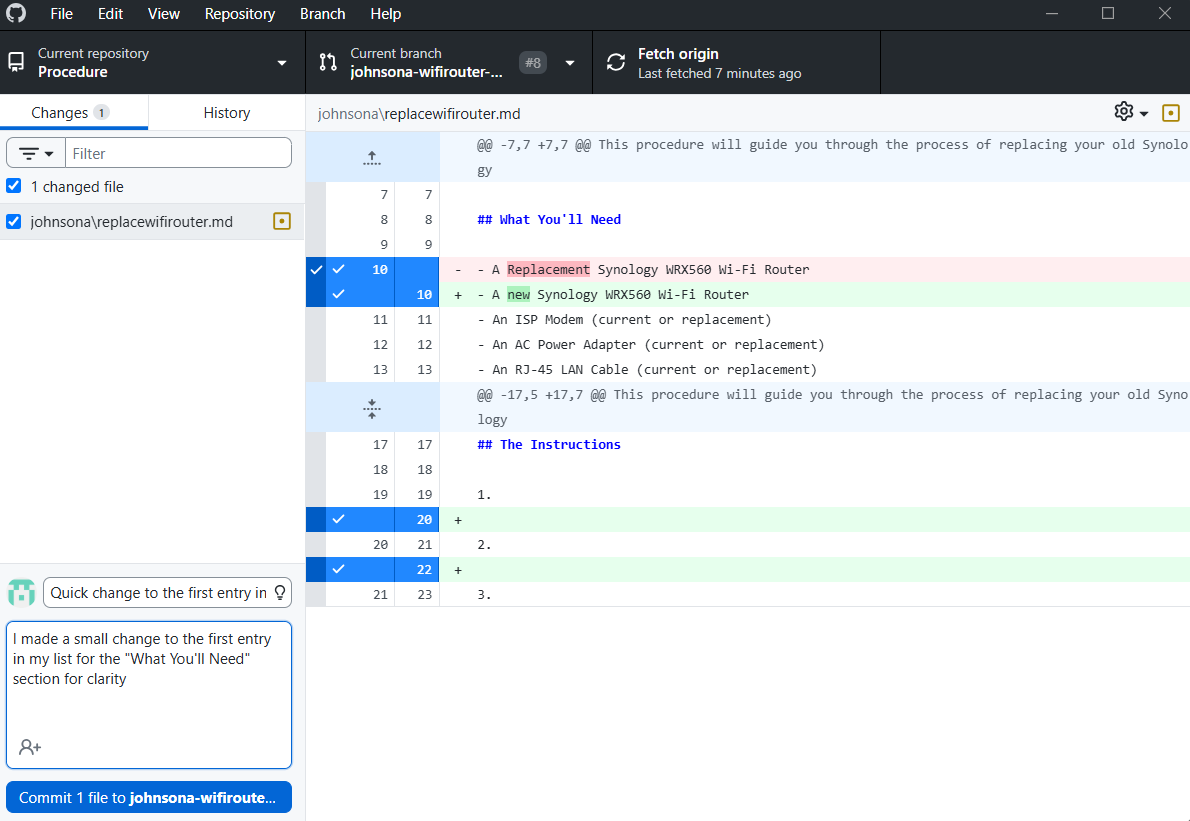 File Edit View Repository Branch Help
Current repository
Procedure
Current branch
johnsona-wifirouter-...
#8
Fetch origin
Last fetched 7 minutes ago
Changes 1
History
Filter
1 changed file
johnsona\replacewifirouter.md
Quick change to the first entry in
I made a small change to the first entry
in my list for the "What You'll Need"
section for clarity
Commit 1 file to johnsona-wifiroute...
johnsona\replacewifirouter.md
@@ -7,7 +7,7 @@ This procedure will guide you through the process of replacing your old Synolo
gy
7 7
8 8 ## What You'll Need
9 9
10 - - A Replacement Synology WRX560 Wi-Fi Router
10 + - A new Synology WRX560 Wi-Fi Router
11 11 - An ISP Modem (current or replacement)
12 12 - An AC Power Adapter (current or replacement)
13 13 - An RJ-45 LAN Cable (current or replacement)
@@ -17,5 +17,7 @@ This procedure will guide you through the process of replacing your old Syno
logy
17 17 ## The Instructions
18 18
19 19 1.
20 +
20 21 2.
22 +
21 23 3.